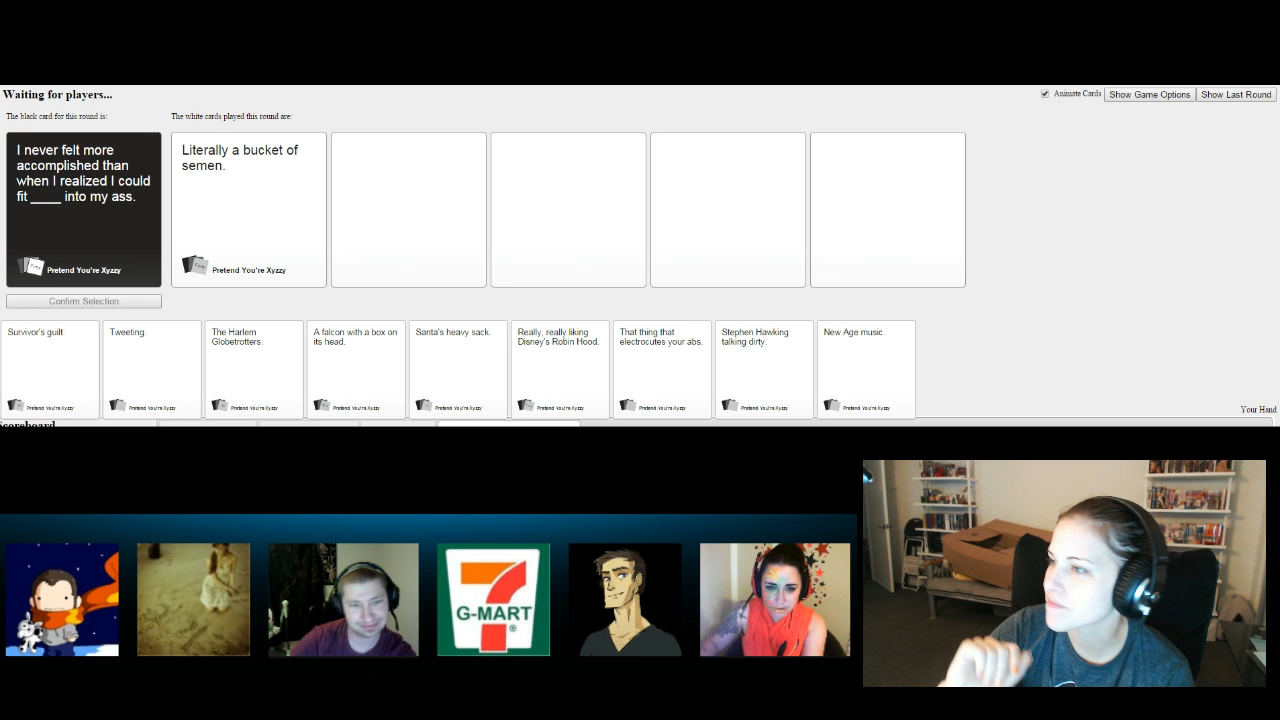 Waiting for players...
Animate Cards
Show Game Options
Show Last Round
The black card for this round is:
The white cards played this round are:
I never felt more
accomplished than
when I realized I could
fit ____ into my ass.
Pretend You're Xyzzy
Literally a bucket of
semen.
Pretend You're Xyzzy
Confirm Selection
Survivor's guilt.
Pretend You're Xyzzy
Tweeting.
Pretend You're Xyzzy
The Harlem
Globetrotters.
Pretend You're Xyzzy
A falcon with a box on
its head.
Pretend You're Xyzzy
Santa's heavy sack.
Pretend You're Xyzzy
Really, really liking
Disney's Robin Hood.
Pretend You're Xyzzy
That thing that
electrocutes your abs.
Pretend You're Xyzzy
Stephen Hawking
talking dirty.
Pretend You're Xyzzy
New Age music.
Pretend You're Xyzzy
Your Hand
Scoreboard
7
G-MART